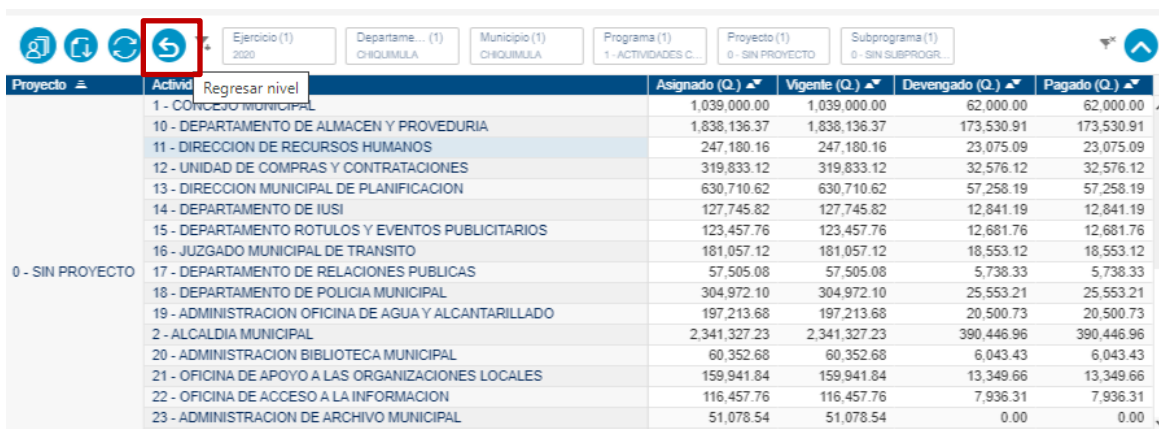 Ejercicio (1) Departame... (1) Municipio (1) Programa (1) Proyecto (1) Subprograma (1)
2020 CHIQUIMULA CHIQUIMULA 1 - ACTIVIDADES C... 0 - SIN PROYECTO 0 - SIN SUBPROGR...
Proyecto Activid Asignado (Q.) Vigente (Q.) Devengado (Q.) Pagado (Q.)
Regresar nivel
1 - CONCEJO MUNICIPAL 1,039,000.00 1,039,000.00 62,000.00 62,000.00
10 - DEPARTAMENTO DE ALMACEN Y PROVEDURIA 1,838,136.37 1,838,136.37 173,530.91 173,530.91
11 - DIRECCION DE RECURSOS HUMANOS 247,180.16 247,180.16 23,075.09 23,075.09
12 - UNIDAD DE COMPRAS Y CONTRATACIONES 319,833.12 319,833.12 32,576.12 32,576.12
13 - DIRECCION MUNICIPAL DE PLANIFICACION 630,710.62 630,710.62 57,258.19 57,258.19
14 - DEPARTAMENTO DE IUSI 127,745.82 127,745.82 12,841.19 12,841.19
15 - DEPARTAMENTO ROTULOS Y EVENTOS PUBLICITARIOS 123,457.76 123,457.76 12,681.76 12,681.76
16 - JUZGADO MUNICIPAL DE TRANSITO 181,057.12 181,057.12 18,553.12 18,553.12
0 - SIN PROYECTO 17 - DEPARTAMENTO DE RELACIONES PUBLICAS 57,505.08 57,505.08 5,738.33 5,738.33
18 - DEPARTAMENTO DE POLICIA MUNICIPAL 304,972.10 304,972.10 25,553.21 25,553.21
19 - ADMINISTRACION OFICINA DE AGUA Y ALCANTARILLADO 197,213.68 197,213.68 20,500.73 20,500.73
2 - ALCALDIA MUNICIPAL 2,341,327.23 2,341,327.23 390,446.96 390,446.96
20 - ADMINISTRACION BIBLIOTECA MUNICIPAL 60,352.68 60,352.68 6,043.43 6,043.43
21 - OFICINA DE APOYO A LAS ORGANIZACIONES LOCALES 159,941.84 159,941.84 13,349.66 13,349.66
22 - OFICINA DE ACCESO A LA INFORMACION 116,457.76 116,457.76 7,936.31 7,936.31
23 - ADMINISTRACION DE ARCHIVO MUNICIPAL 51,078.54 51,078.54 0.00 0.00